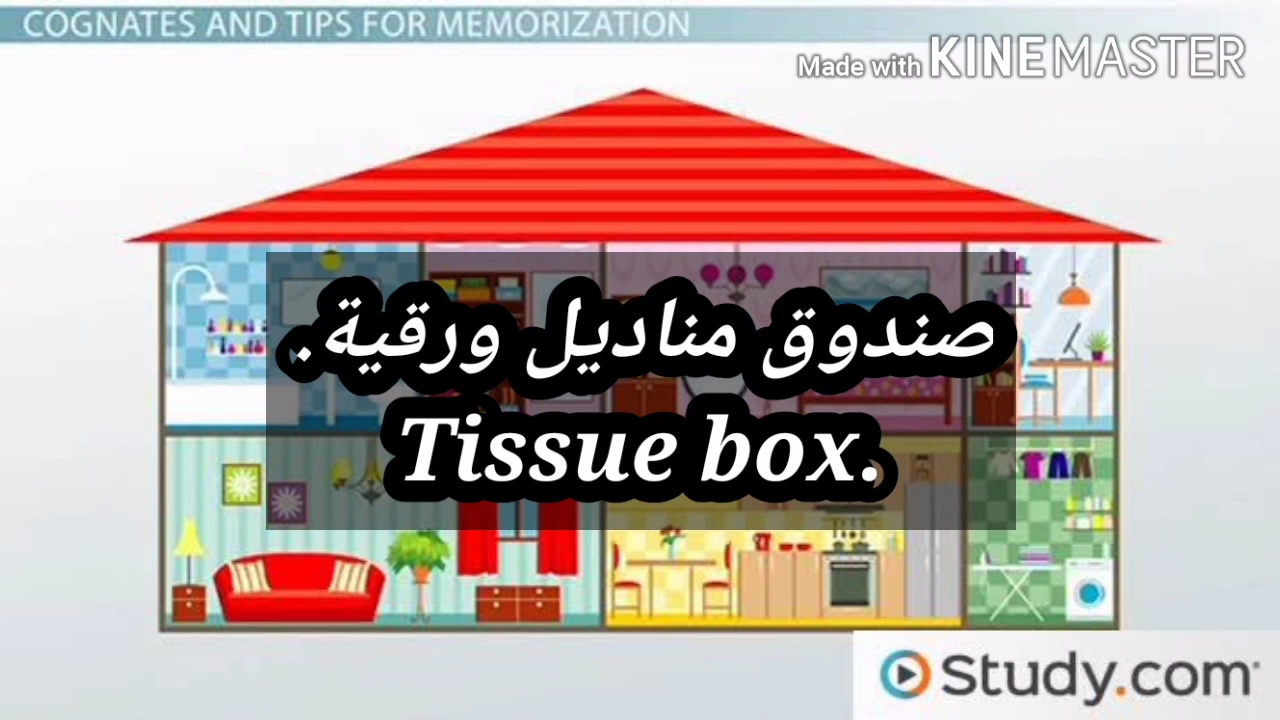 COGNATES AND TIPS FOR MEMORIZATION
Made with KINEMASTER
صندوق مناديل ورقية.
Tissue box.
Study.com